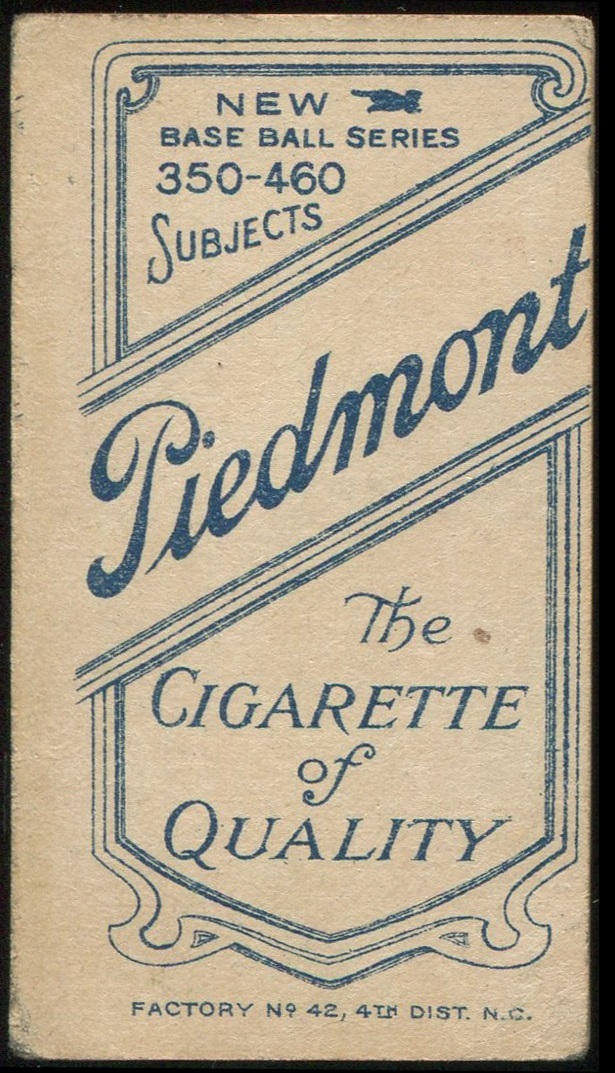 NEW
BASE BALL SERIES
350-460
SUBJECTS
Piedmont
The
CIGARETTE
of
QUALITY
FACTORY Nº 42, 4TH DIST. N.C.